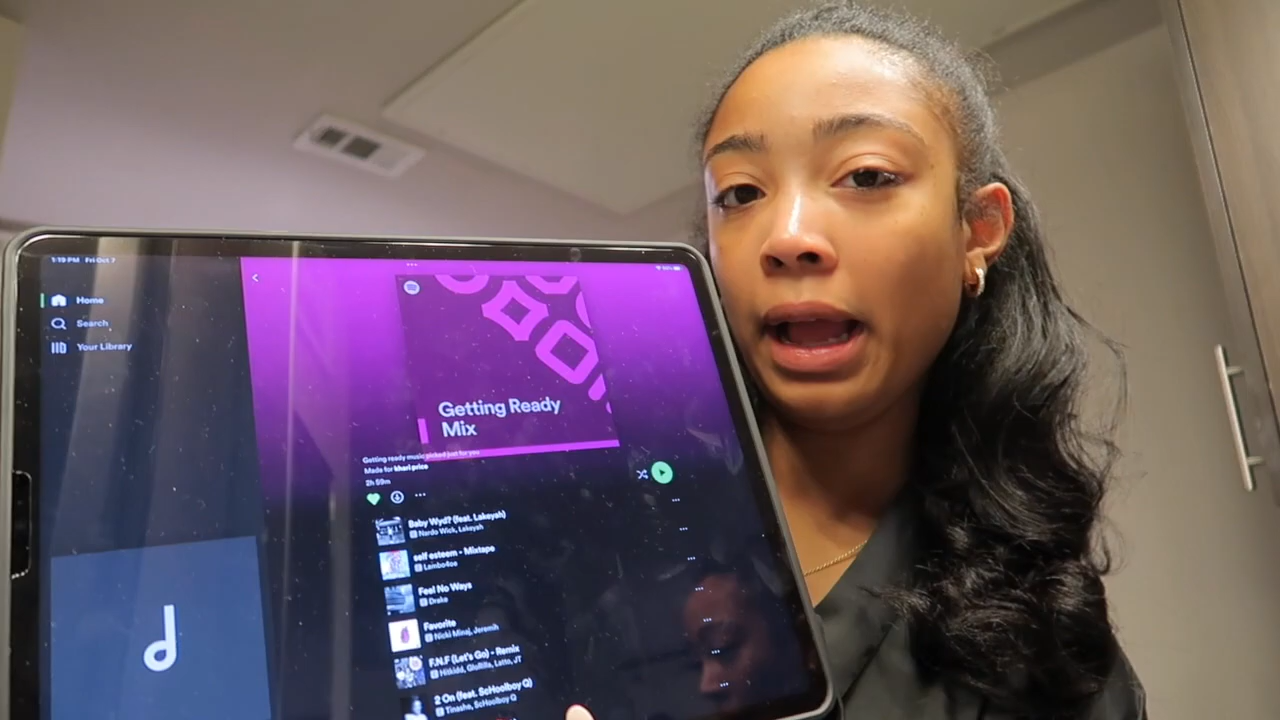 1:19 PM Fri Oct 7
Home
Search
Your Library
Getting Ready
Mix
Getting ready music picked just for you
Made for khari price
2h 59m
Baby Wyd? (feat. Lakeyah)
E Nardo Wick, Lakeyah
self esteem - Mixtape
E Lambo4oe
Feel No Ways
E Drake
Favorite
E Nicki Minaj, Jeremih
F.N.F (Let's Go) - Remix
E Hitkidd, GloRilla, Latto, JT
2 On (feat. ScHoolboy Q)
E Tinashe, ScHoolboy Q